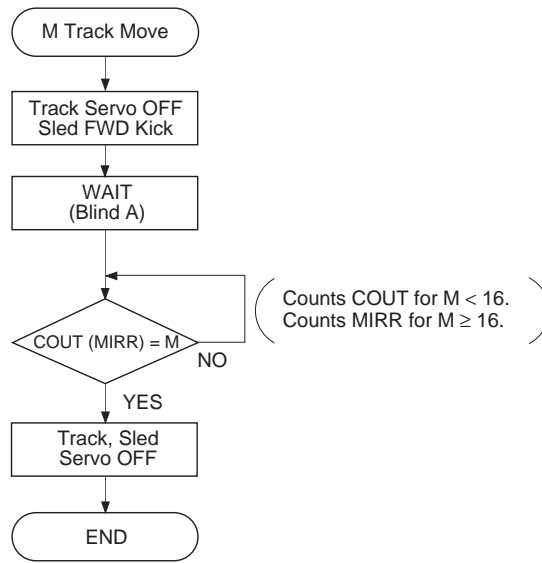 M Track Move
Track Servo OFF
Sled FWD Kick
WAIT
(Blind A)
Counts COUT for M < 16.
Counts MIRR for M ≥ 16.
COUT (MIRR) = M
NO
YES
Track, Sled
Servo OFF
END